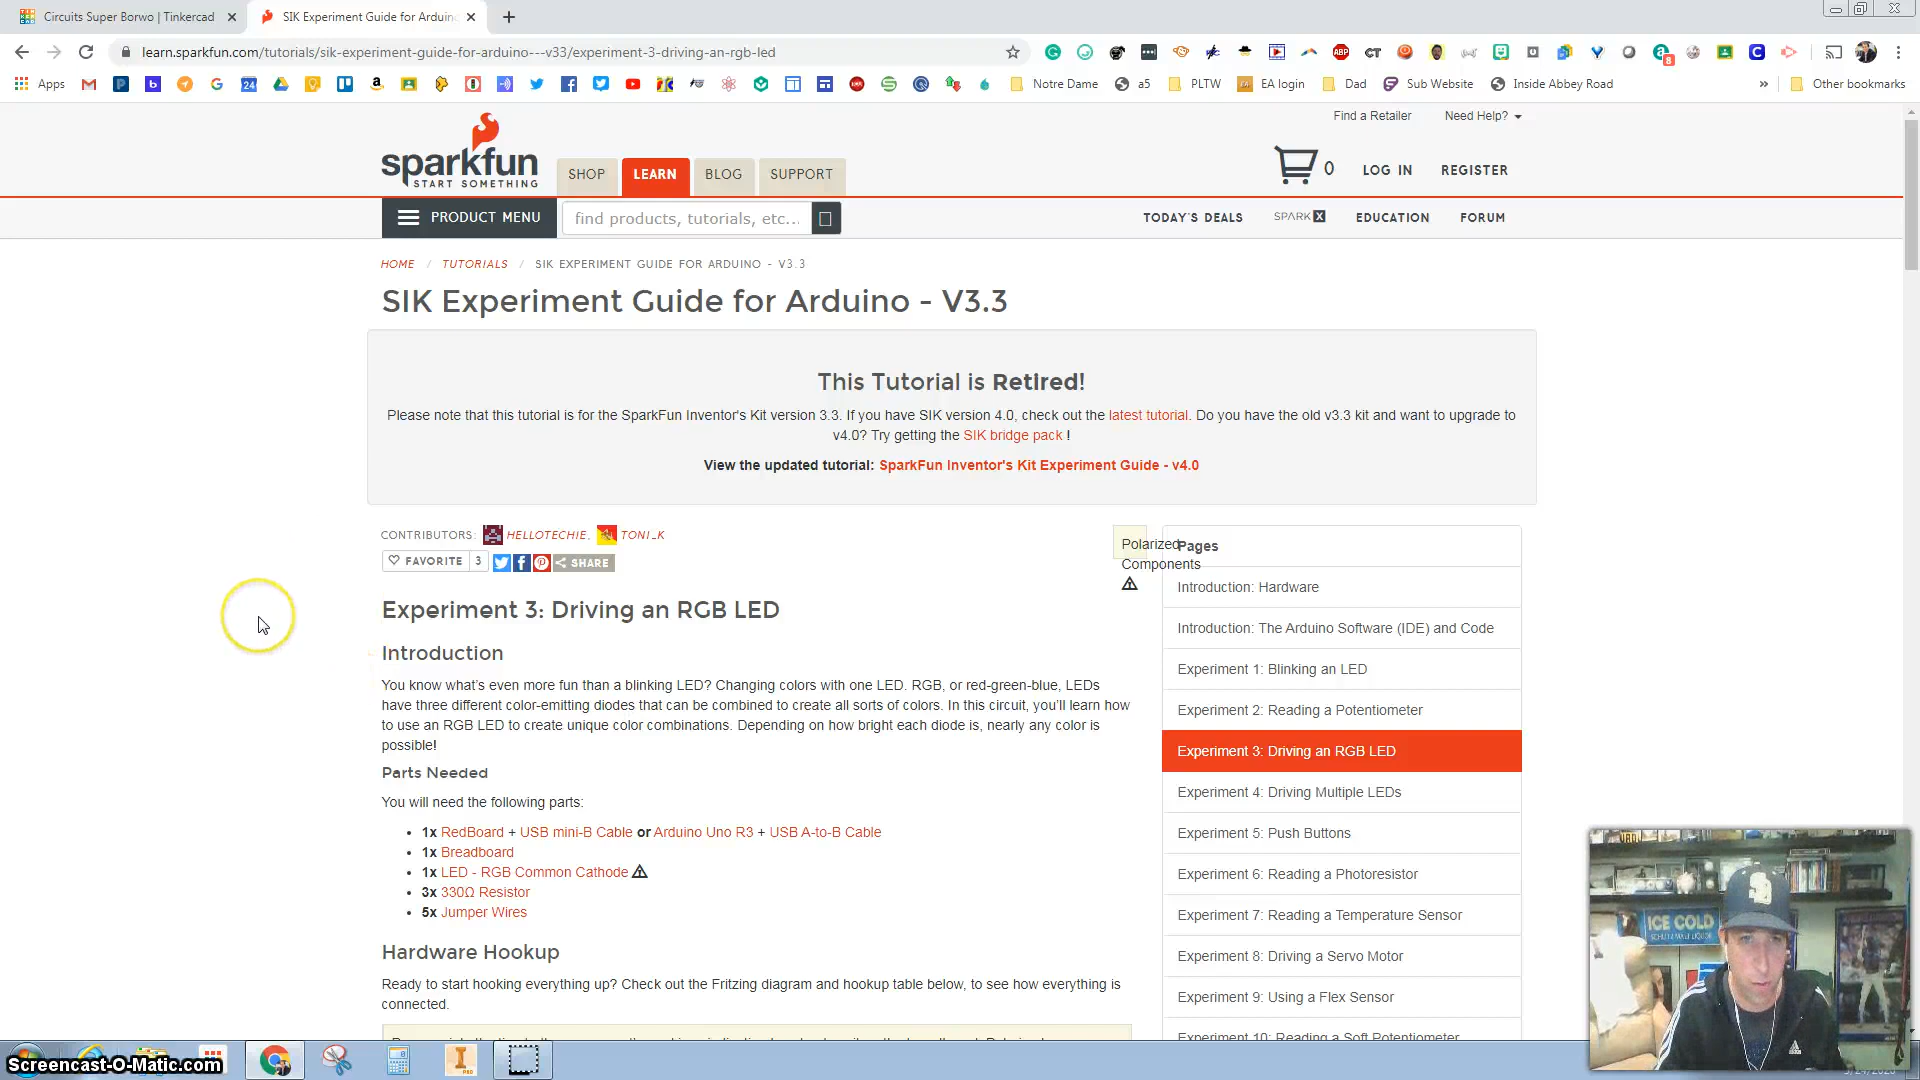 Circuits Super Borwo | Tinkercad
SIK Experiment Guide for Arduin
learn.sparkfun.com/tutorials/sik-experiment-guide-for-arduino---v33/experiment-3-driving-an-rgb-led
Apps
Notre Dame
a5
PLTW
EA login
Dad
Sub Website
Inside Abbey Road
Other bookmarks
Find a Retailer
Need Help?
sparkfun
START SOMETHING
SHOP
LEARN
BLOG
SUPPORT
0
LOG IN
REGISTER
PRODUCT MENU
find products, tutorials, etc...
TODAY'S DEALS
SPARK X
EDUCATION
FORUM
HOME / TUTORIALS / SIK EXPERIMENT GUIDE FOR ARDUINO - V3.3
SIK Experiment Guide for Arduino - V3.3
This Tutorial is Retired!
Please note that this tutorial is for the SparkFun Inventor's Kit version 3.3. If you have SIK version 4.0, check out the latest tutorial. Do you have the old v3.3 kit and want to upgrade to
v4.0? Try getting the SIK bridge pack !
View the updated tutorial: SparkFun Inventor's Kit Experiment Guide - v4.0
CONTRIBUTORS: HELLOTECHIE, TONI_K
FAVORITE 3
SHARE
Experiment 3: Driving an RGB LED
Introduction
You know what's even more fun than a blinking LED? Changing colors with one LED. RGB, or red-green-blue, LEDs
have three different color-emitting diodes that can be combined to create all sorts of colors. In this circuit, you'll learn how
to use an RGB LED to create unique color combinations. Depending on how bright each diode is, nearly any color is
possible!
Parts Needed
You will need the following parts:
• 1x RedBoard + USB mini-B Cable or Arduino Uno R3 + USB A-to-B Cable
• 1x Breadboard
• 1x LED - RGB Common Cathode
• 3x 330Ω Resistor
• 5x Jumper Wires
Hardware Hookup
Ready to start hooking everything up? Check out the Fritzing diagram and hookup table below, to see how everything is
connected.
Polarized
Components
Pages
Introduction: Hardware
Introduction: The Arduino Software (IDE) and Code
Experiment 1: Blinking an LED
Experiment 2: Reading a Potentiometer
Experiment 3: Driving an RGB LED
Experiment 4: Driving Multiple LEDs
Experiment 5: Push Buttons
Experiment 6: Reading a Photoresistor
Experiment 7: Reading a Temperature Sensor
Experiment 8: Driving a Servo Motor
Experiment 9: Using a Flex Sensor
Experiment 10: Reading a Soft Potentiometer
ICE COLD
Screencast-O-Matic.com